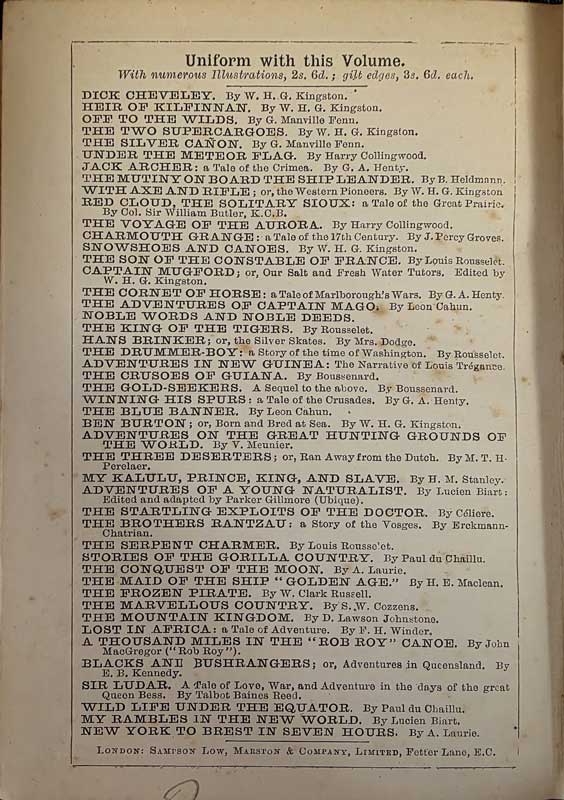 Uniform with this Volume.
With numerous Illustrations, 2s. 6d.; gilt edges, 3s. 6d. each.
DICK CHEVELEY. By W. H. G. Kingston.
HEIR OF KILFINNAN. By W. H. G. Kingston.
OFF TO THE WILDS. By G. Manville Fenn.
THE TWO SUPERCARGOES. By W. H. G. Kingston.
THE SILVER CAÑON. By G. Manville Fenn.
UNDER THE METEOR FLAG. By Harry Collingwood.
JACK ARCHER: a Tale of the Crimea. By G. A. Henty.
THE MUTINY ON BOARD THE SHIP LEANDER. By B. Heldmann.
WITH AXE AND RIFLE; or, the Western Pioneers. By W. H. G. Kingston
RED CLOUD, THE SOLITARY SIOUX: a Tale of the Great Prairie.
By Col. Sir William Butler, K.C.B.
THE VOYAGE OF THE AURORA. By Harry Collingwood.
CHARMOUTH GRANGE: a Tale of the 17th Century. By J. Percy Groves.
SNOWSHOES AND CANOES. By W. H. G. Kingston.
THE SON OF THE CONSTABLE OF FRANCE. By Louis Rousselet.
CAPTAIN MUGFORD; or, Our Salt and Fresh Water Tutors. Edited by
W. H. G. Kingston.
THE CORNET OF HORSE: a Tale of Marlborough's Wars. By G. A. Henty.
THE ADVENTURES OF CAPTAIN MAGO. By Leon Cahun.
NOBLE WORDS AND NOBLE DEEDS.
THE KING OF THE TIGERS. By Rousselet.
HANS BRINKER; or, the Silver Skates. By Mrs. Dodge.
THE DRUMMER-BOY: a Story of the time of Washington. By Rousselet.
ADVENTURES IN NEW GUINEA: The Narrative of Louis Trégance.
THE CRUSOES OF GUIANA. By Boussenard.
THE GOLD-SEEKERS. A Sequel to the above. By Boussenard.
WINNING HIS SPURS: a Tale of the Crusades. By G. A. Henty.
THE BLUE BANNER. By Leon Cahun.
BEN BURTON; or, Born and Bred at Sea. By W. H. G. Kingston.
ADVENTURES ON THE GREAT HUNTING GROUNDS OF
THE WORLD. By V. Meunier.
THE THREE DESERTERS; or, Ran Away from the Dutch. By M. T. H.
Perelaer.
MY KALULU, PRINCE, KING, AND SLAVE. By H. M. Stanley.
ADVENTURES OF A YOUNG NATURALIST. By Lucien Biart:
Edited and adapted by Parker Gillmore (Ubique).
THE STARTLING EXPLOITS OF THE DOCTOR. By Céliere.
THE BROTHERS RANTZAU: a Story of the Vosges. By Erckmann-
Chatrian.
THE SERPENT CHARMER. By Louis Rousselet.
STORIES OF THE GORILLA COUNTRY. By Paul du Chaillu.
THE CONQUEST OF THE MOON. By A. Laurie.
THE MAID OF THE SHIP "GOLDEN AGE." By H. E. Maclean.
THE FROZEN PIRATE. By W. Clark Russell.
THE MARVELLOUS COUNTRY. By S. W. Cozzens.
THE MOUNTAIN KINGDOM. By D. Lawson Johnstone.
LOST IN AFRICA: a Tale of Adventure. By F. H. Winder.
A THOUSAND MILES IN THE "ROB ROY" CANOE. By John
MacGregor ("Rob Roy").
BLACKS AND BUSHRANGERS; or, Adventures in Queensland. By
E. B. Kennedy.
SIR LUDAR. A Tale of Love, War, and Adventure in the days of the great
Queen Bess. By Talbot Baines Reed.
WILD LIFE UNDER THE EQUATOR. By Paul du Chaillu.
MY RAMBLES IN THE NEW WORLD. By Lucien Biart.
NEW YORK TO BREST IN SEVEN HOURS. By A. Laurie.
LONDON: SAMPSON LOW, MARSTON & COMPANY, LIMITED, Fetter Lane, E.C.